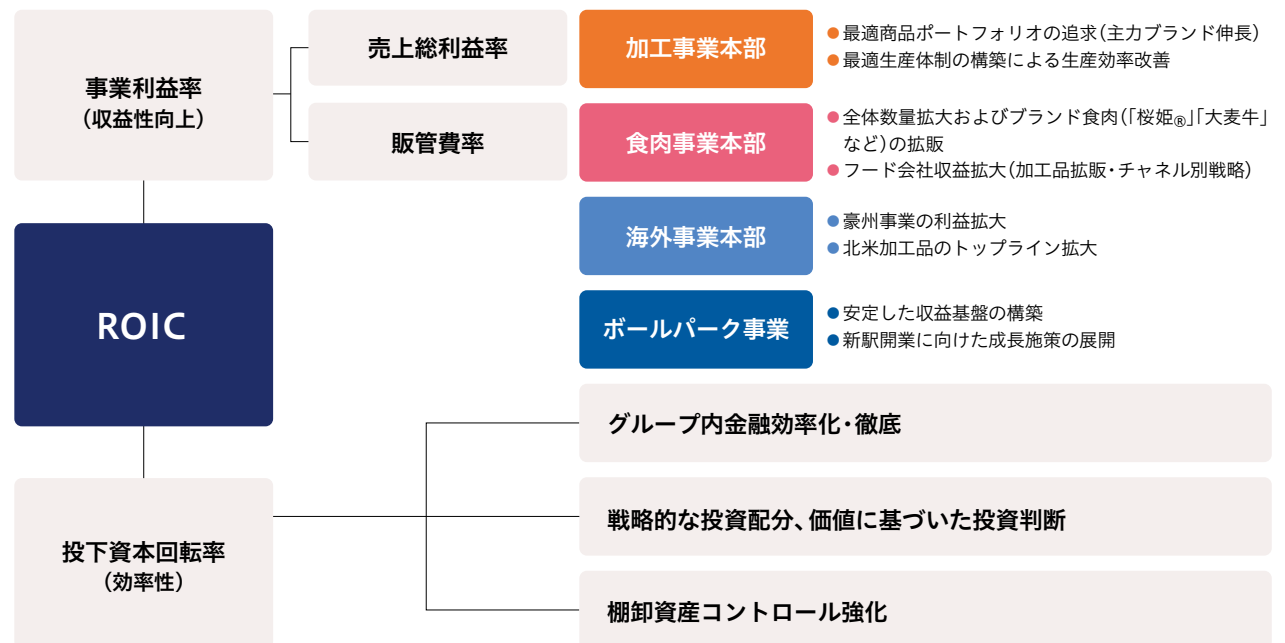 事業利益率
（収益性向上）
売上総利益率
販管費率
加工事業本部
●最適商品ポートフォリオの追求（主力ブランド伸長）
●最適生産体制の構築による生産効率改善
食肉事業本部
●全体数量拡大およびブランド食肉（「桜姫®」「大麦牛」
など）の拡販
●フード会社収益拡大（加工品拡販・チャネル別戦略）
海外事業本部
●豪州事業の利益拡大
●北米加工品のトップライン拡大
ボールパーク事業
●安定した収益基盤の構築
●新駅開業に向けた成長施策の展開
ROIC
投下資本回転率
（効率性）
グループ内金融効率化・徹底
戦略的な投資配分、価値に基づいた投資判断
棚卸資産コントロール強化